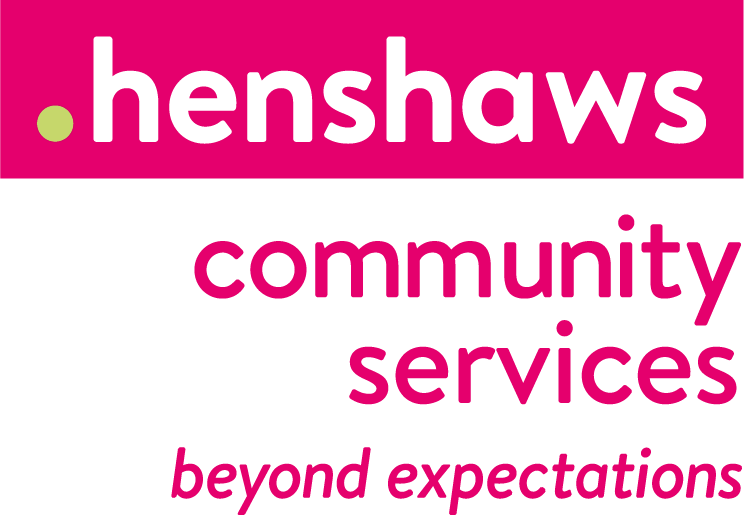 .henshaws
community
services
beyond expectations